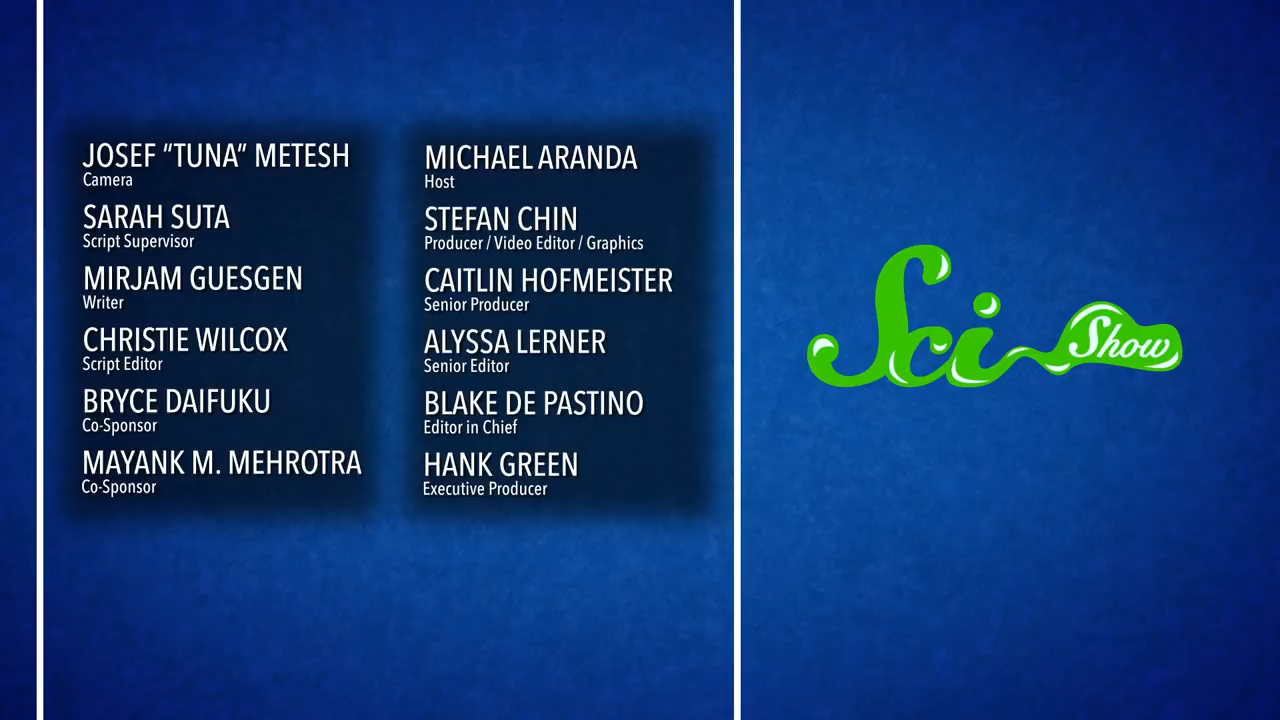 JOSEF “TUNA” METESH
Camera
SARAH SUTA
Script Supervisor
MIRJAM GUESGEN
Writer
CHRISTIE WILCOX
Script Editor
BRYCE DAIFUKU
Co-Sponsor
MAYANK M. MEHROTRA
Co-Sponsor
MICHAEL ARANDA
Host
STEFAN CHIN
Producer / Video Editor / Graphics
CAITLIN HOFMEISTER
Senior Producer
ALYSSA LERNER
Senior Editor
BLAKE DE PASTINO
Editor in Chief
HANK GREEN
Executive Producer
Sci Show